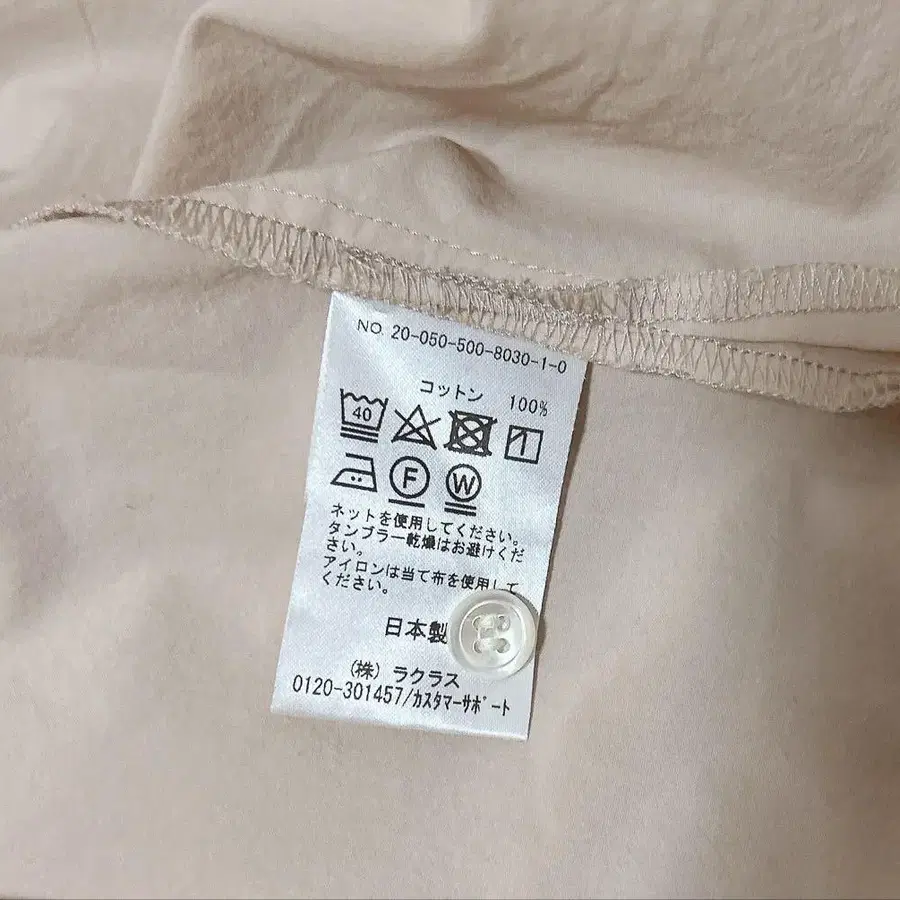 NO. 20-050-500-8030-1-0
コットン 100%
40
F W
ネットを使用してください。
タンブラー乾燥はお避けくだ
さい。
アイロンは当て布を使用して
ください。
日本製
(株) ラクラス
0120-301457/カスタマーサポート